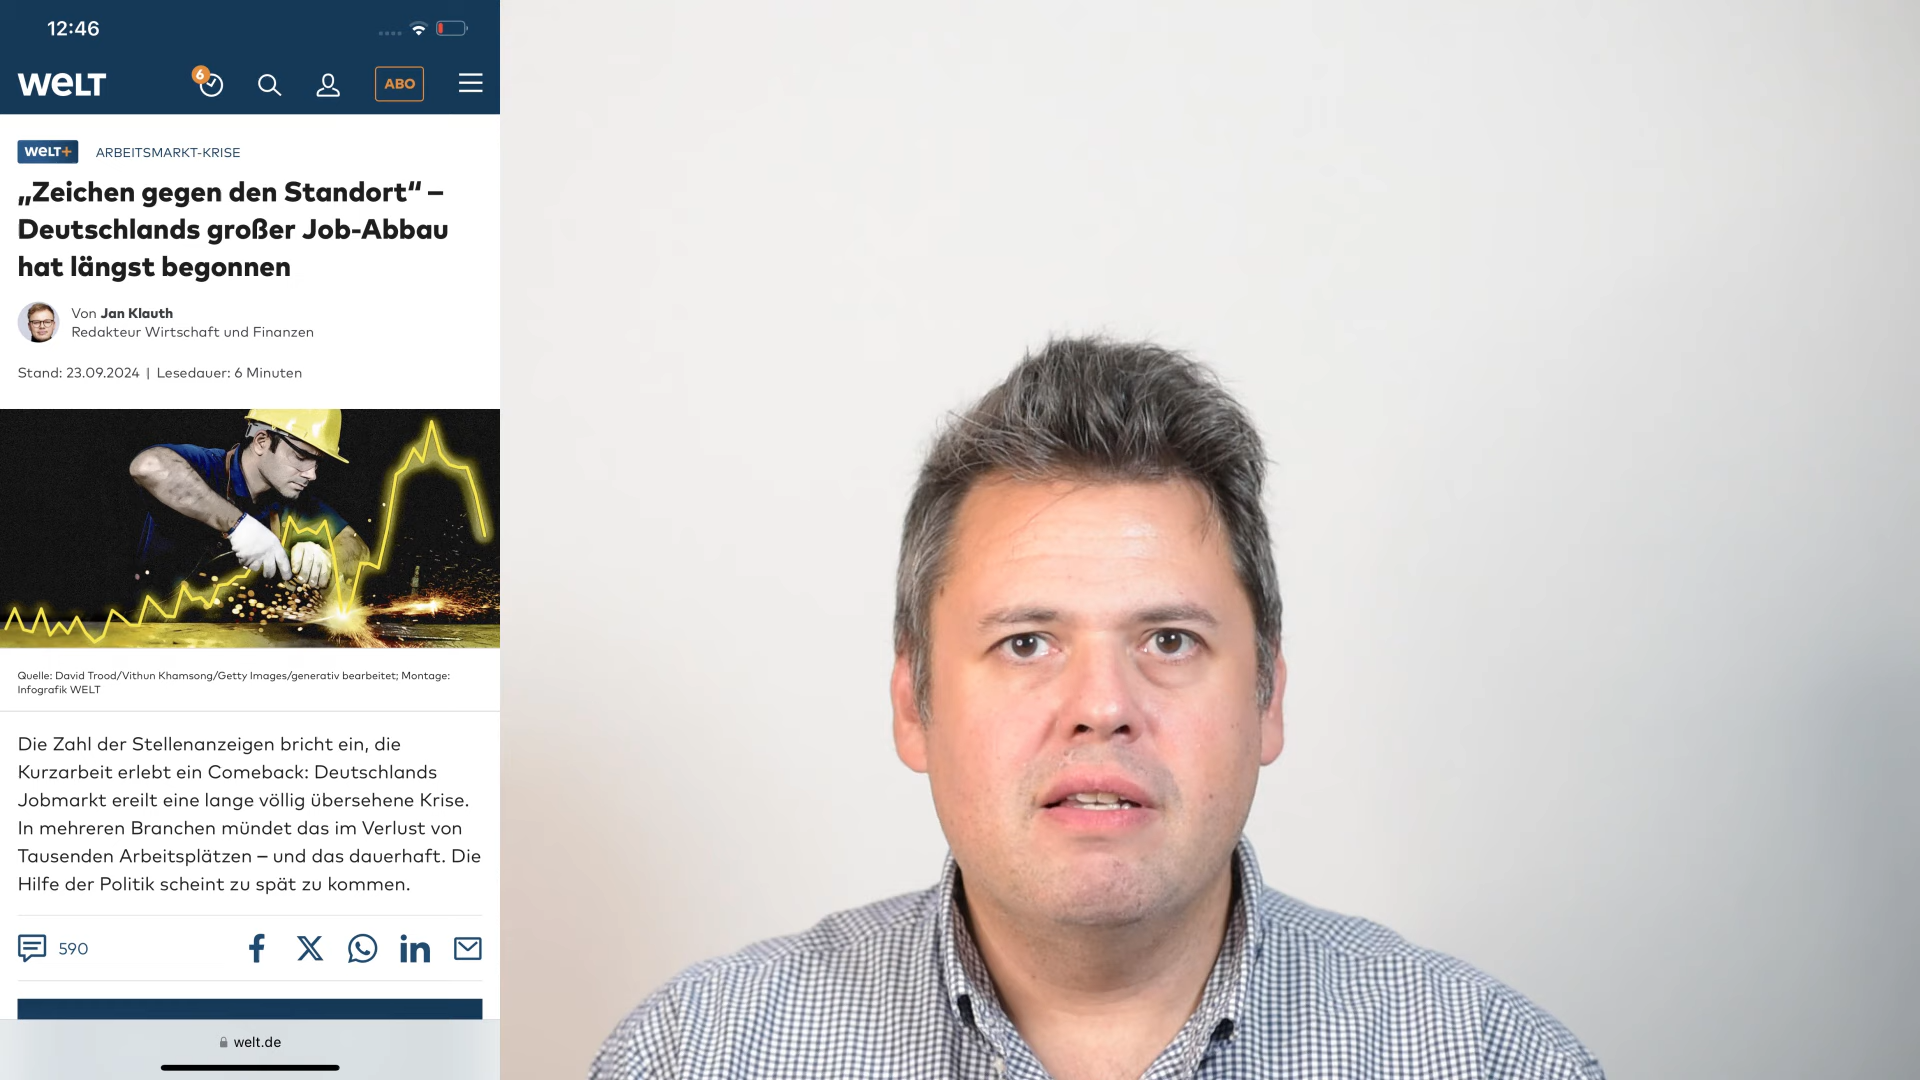 12:46
WELT
6
ABO
WELT+ ARBEITSMARKT-KRISE
„Zeichen gegen den Standort“ –
Deutschlands großer Job-Abbau
hat längst begonnen
Von Jan Klauth
Redakteur Wirtschaft und Finanzen
Stand: 23.09.2024 | Lesedauer: 6 Minuten
Quelle: David Trood/Vithun Khamsong/Getty Images/generativ bearbeitet; Montage:
Infografik WELT
Die Zahl der Stellenanzeigen bricht ein, die
Kurzarbeit erlebt ein Comeback: Deutschlands
Jobmarkt ereilt eine lange völlig übersehene Krise.
In mehreren Branchen mündet das im Verlust von
Tausenden Arbeitsplätzen – und das dauerhaft. Die
Hilfe der Politik scheint zu spät zu kommen.
590
welt.de